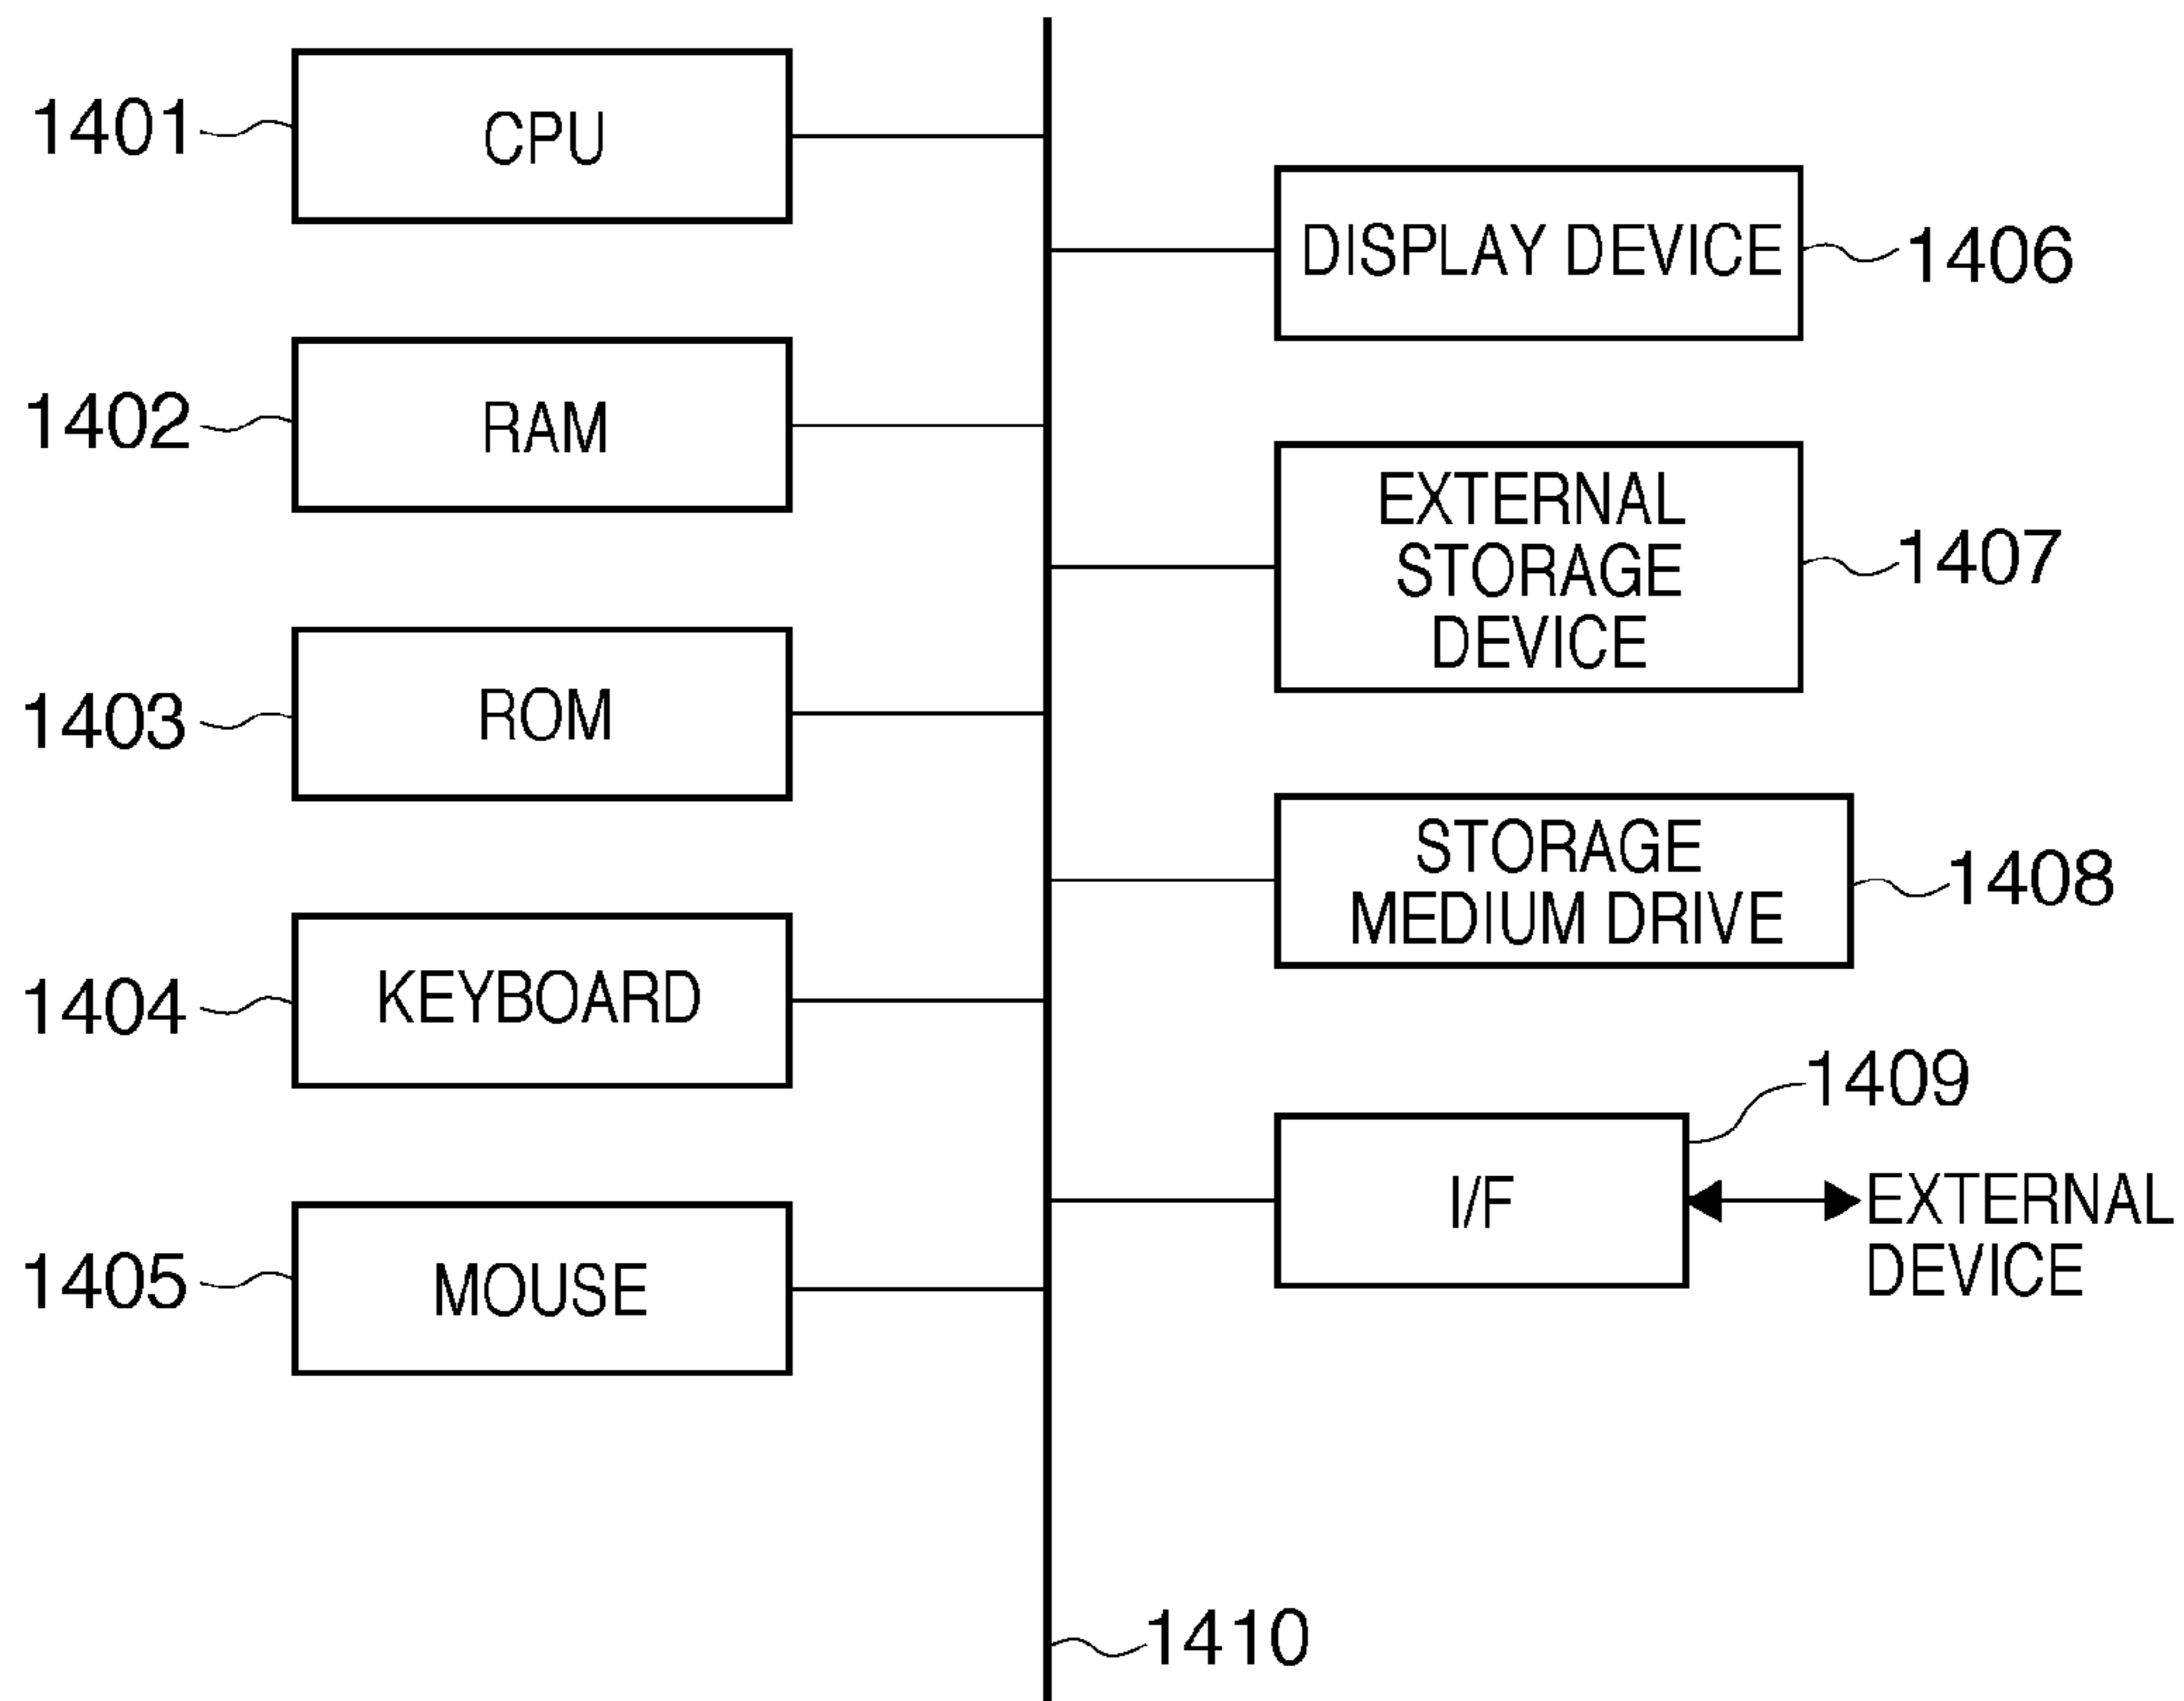 1401
CPU
1402
RAM
1403
ROM
1404
KEYBOARD
1405
MOUSE
DISPLAY DEVICE
1406
EXTERNAL
STORAGE
DEVICE
1407
STORAGE
MEDIUM DRIVE
1408
1409
I/F
EXTERNAL
DEVICE
1410